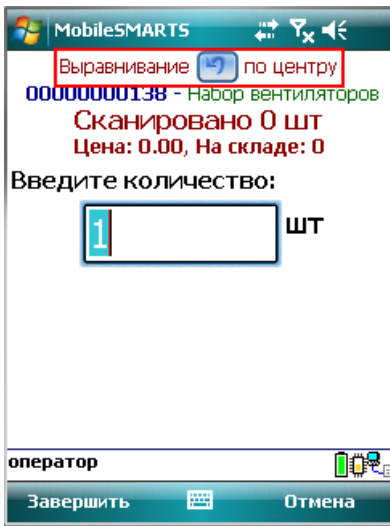 MobileSMARTS
Выравнивание по центру
00000000138 - Набор вентиляторов
Сканировано 0 шт
Цена: 0.00, На складе: 0
Введите количество:
1 шт
оператор
Завершить Отмена